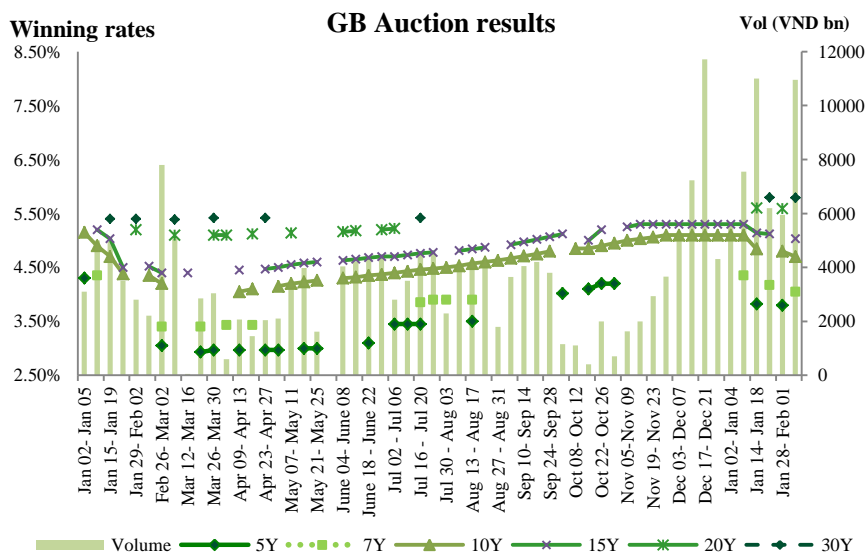 GB Auction results
Winning rates
Vol (VND bn)
8.50%
7.50%
6.50%
5.50%
4.50%
3.50%
2.50%
12000
10000
8000
6000
4000
2000
0
Jan 02- Jan 05
Jan 15- Jan 19
Jan 29- Feb 02
Feb 26- Mar 02
Mar 12- Mar 16
Mar 26- Mar 30
Apr 09- Apr 13
Apr 23- Apr 27
May 07- May 11
May 21- May 25
June 04- June 08
June 18 - June 22
Jul 02 - Jul 06
Jul 16 - Jul 20
Jul 30 - Aug 03
Aug 13- Aug 17
Aug 27- Aug 31
Sep 10- Sep 14
Sep 24- Sep 28
Oct 08- Oct 12
Oct 22- Oct 26
Nov 05-Nov 09
Nov 19- Nov 23
Dec 03- Dec 07
Dec 17- Dec 21
Jan 02- Jan 04
Jan 14- Jan 18
Jan 28- Feb 01
Volume 5Y 7Y 10Y 15Y 20Y 30Y